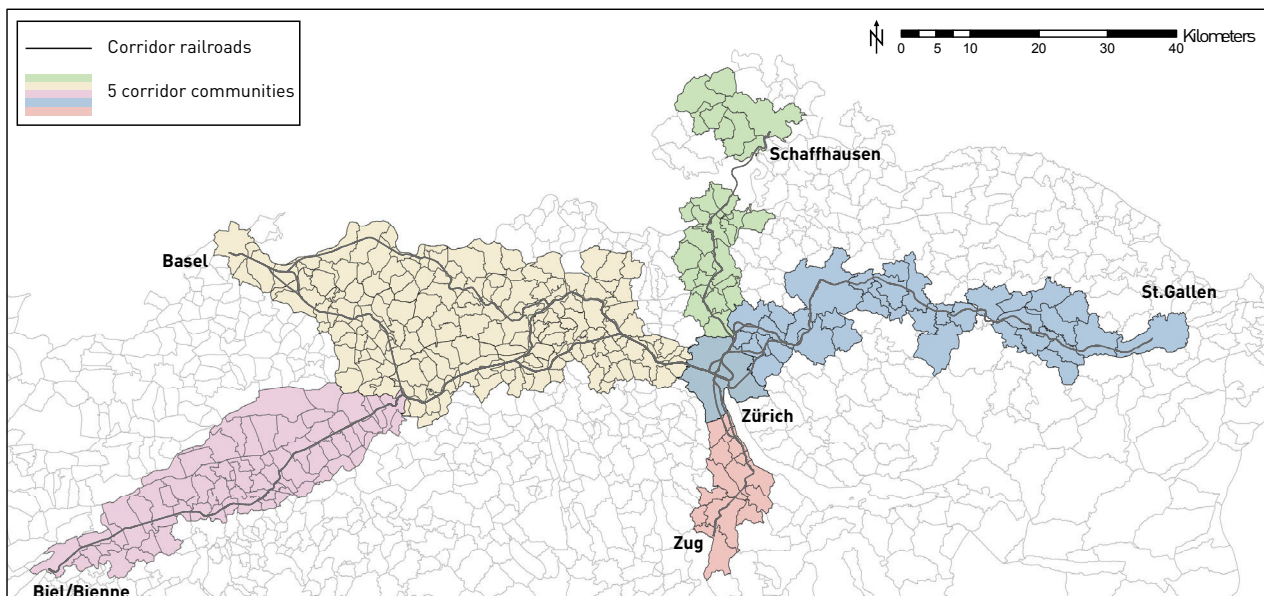 Corridor railroads
5 corridor communities
N
0 5 10 20 30 40 Kilometers
Schaffhausen
Basel
St.Gallen
Zürich
Zug
Biel/Bienne